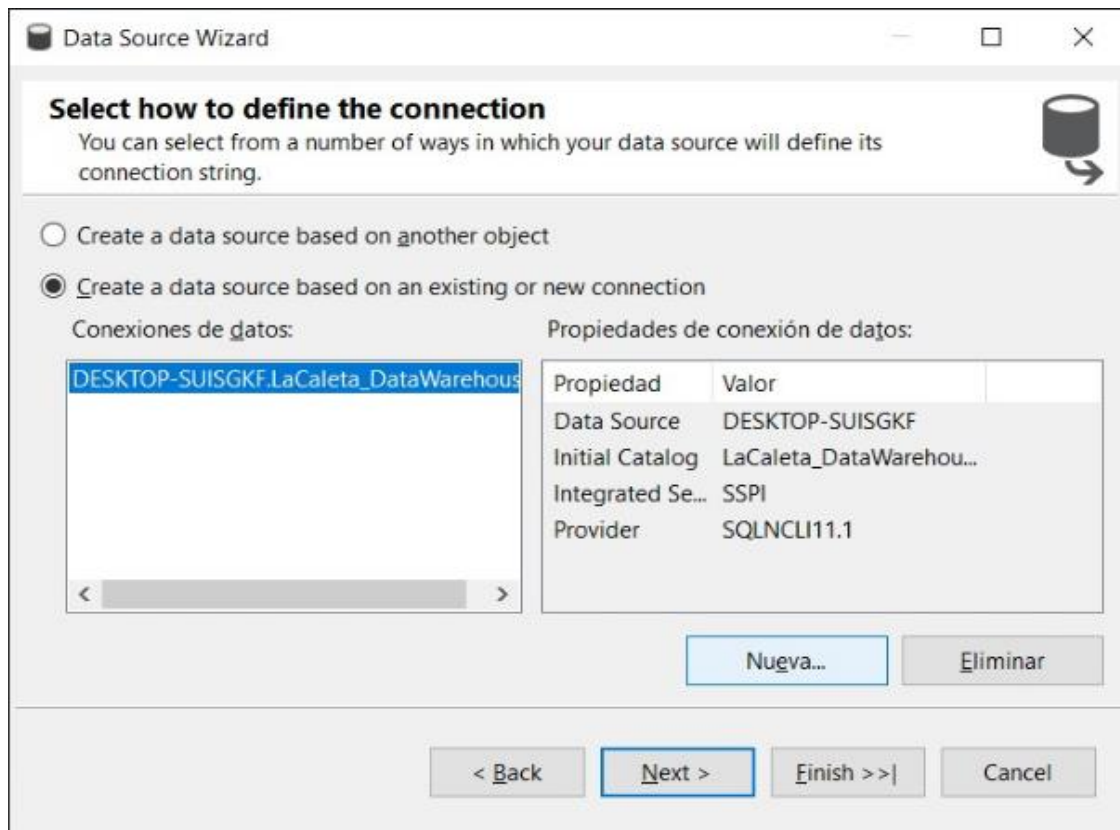 Data Source Wizard
Select how to define the connection
You can select from a number of ways in which your data source will define its
connection string.
Create a data source based on another object
Create a data source based on an existing or new connection
Conexiones de datos:
DESKTOP-SUISGKF.LaCaleta_DataWarehous
Propiedades de conexión de datos:
Propiedad Valor
Data Source DESKTOP-SUISGKF
Initial Catalog LaCaleta_DataWarehou...
Integrated Se... SSPI
Provider SQLNCLI11.1
Nueva... Eliminar
< Back Next > Finish >>| Cancel